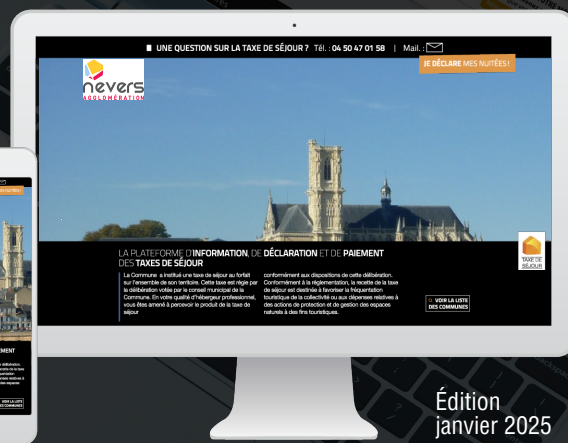 UNE QUESTION SUR LA TAXE DE SÉJOUR ? Tél. : 04 50 47 01 58 | Mail. :
JE DÉCLARE MES NUITÉES !
nevers
AGGLOMÉRATION
LA PLATEFORME D'INFORMATION, DE DÉCLARATION ET DE PAIEMENT
DES TAXES DE SÉJOUR
La Commune a institué une taxe de séjour au forfait
sur l'ensemble de son territoire. Cette taxe est régie par
la délibération votée par le conseil municipal de la
Commune. En votre qualité d'hébergeur professionnel,
vous êtes amené à percevoir le produit de la taxe de
séjour
conformément aux dispositions de cette délibération.
Conformément à la réglementation, la recette de la taxe
de séjour est destinée à favoriser la fréquentation
touristique de la collectivité ou aux dépenses relatives à
des actions de protection et de gestion des espaces
naturels à des fins touristiques.
TAXE DE
SÉJOUR
VOIR LA LISTE
DES COMMUNES
Édition
janvier 2025